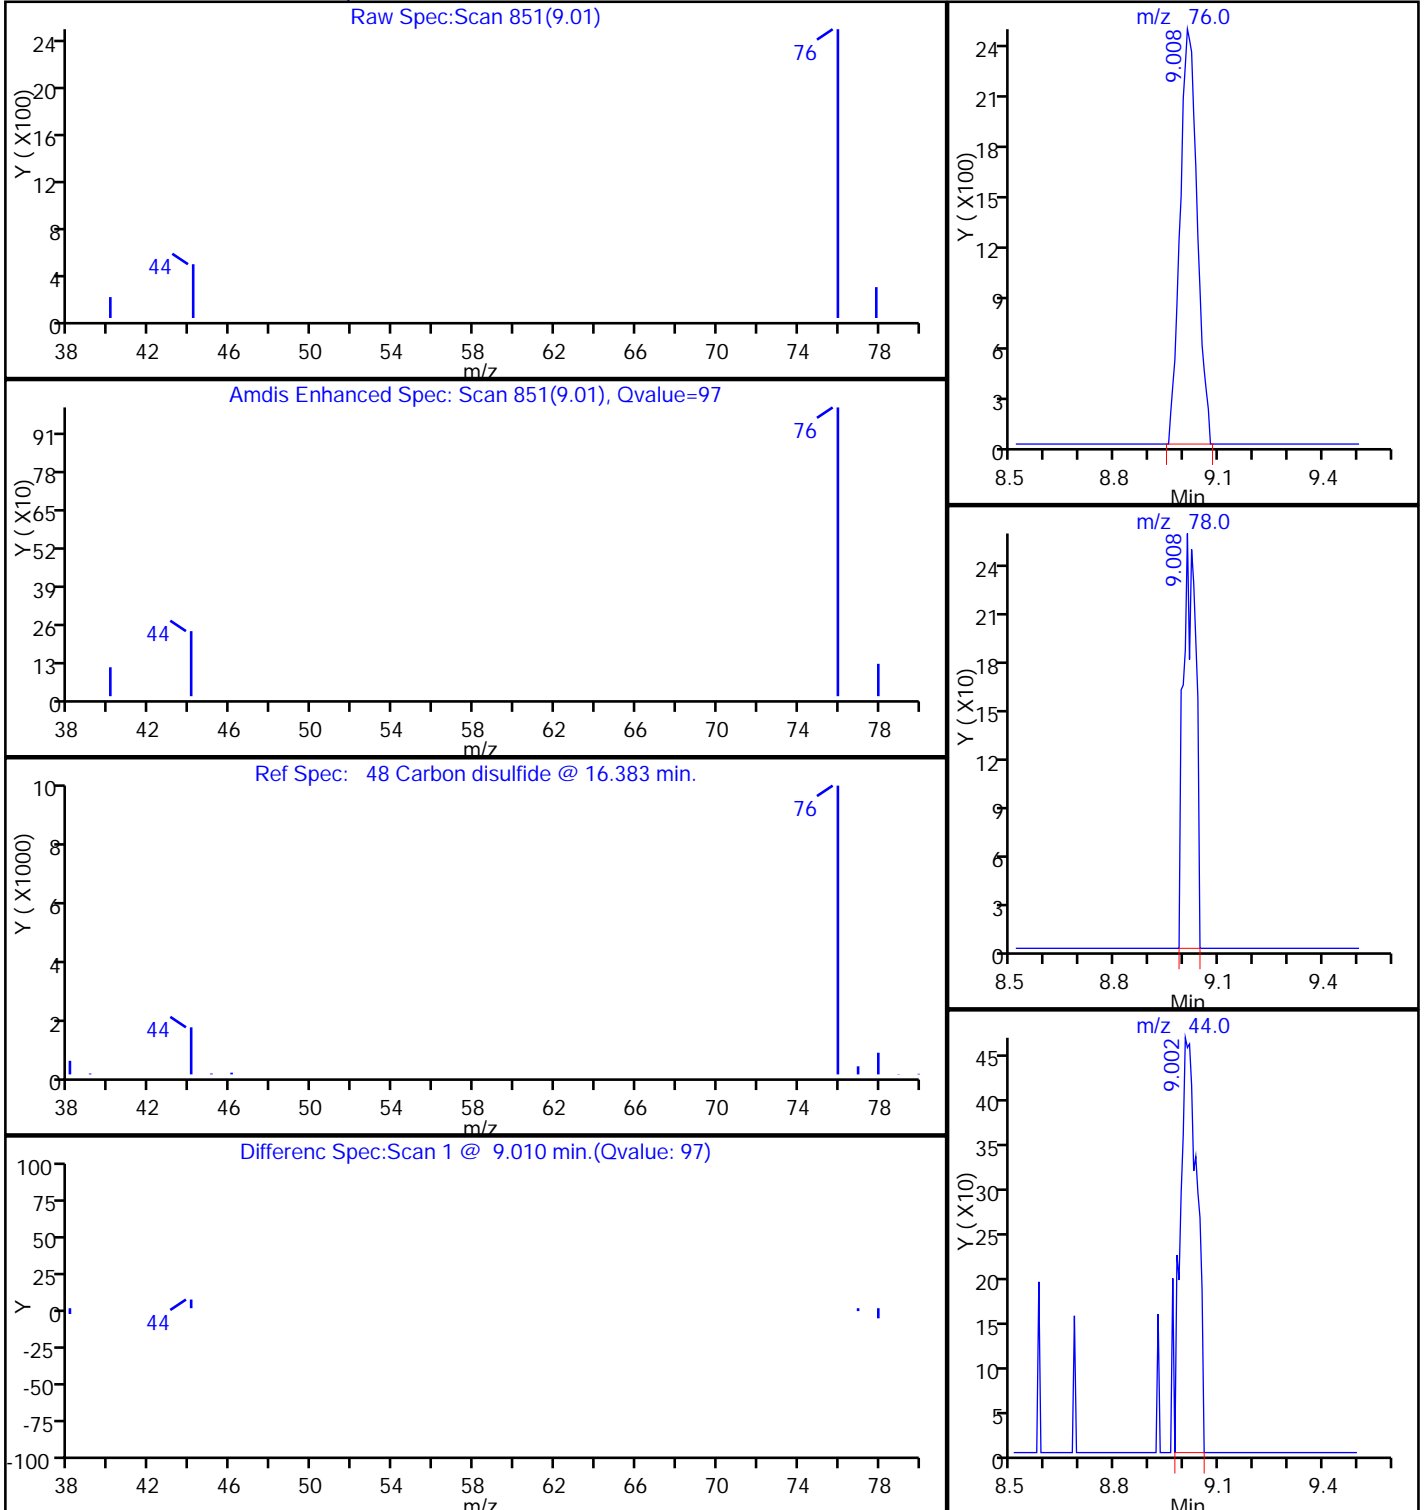 Raw Spec:Scan 851(9.01)
Y ( X100)
24
20
16
12
8
4
0
76
44
38 42 46 50 54 58 62 66 70 74 78
m/z
Amdis Enhanced Spec: Scan 851(9.01), Qvalue=97
Y ( X10)
91
78
65
52
39
26
13
0
76
44
38 42 46 50 54 58 62 66 70 74 78
m/z
Ref Spec: 48 Carbon disulfide @ 16.383 min.
Y ( X1000)
10
8
6
4
2
0
76
44
38 42 46 50 54 58 62 66 70 74 78
m/z
Differenc Spec:Scan 1 @ 9.010 min.(Qvalue: 97)
Y
100
75
50
25
0
-25
-50
-75
-100
44
38 42 46 50 54 58 62 66 70 74 78
m/z
m/z 76.0
Y ( X100)
24
21
18
15
12
9
6
3
0
9.008
8.5 8.8 9.1 9.4
Min
m/z 78.0
Y ( X10)
24
21
18
15
12
9
6
3
0
9.008
8.5 8.8 9.1 9.4
Min
m/z 44.0
Y ( X10)
45
40
35
30
25
20
15
10
5
0
9.002
8.5 8.8 9.1 9.4
Min